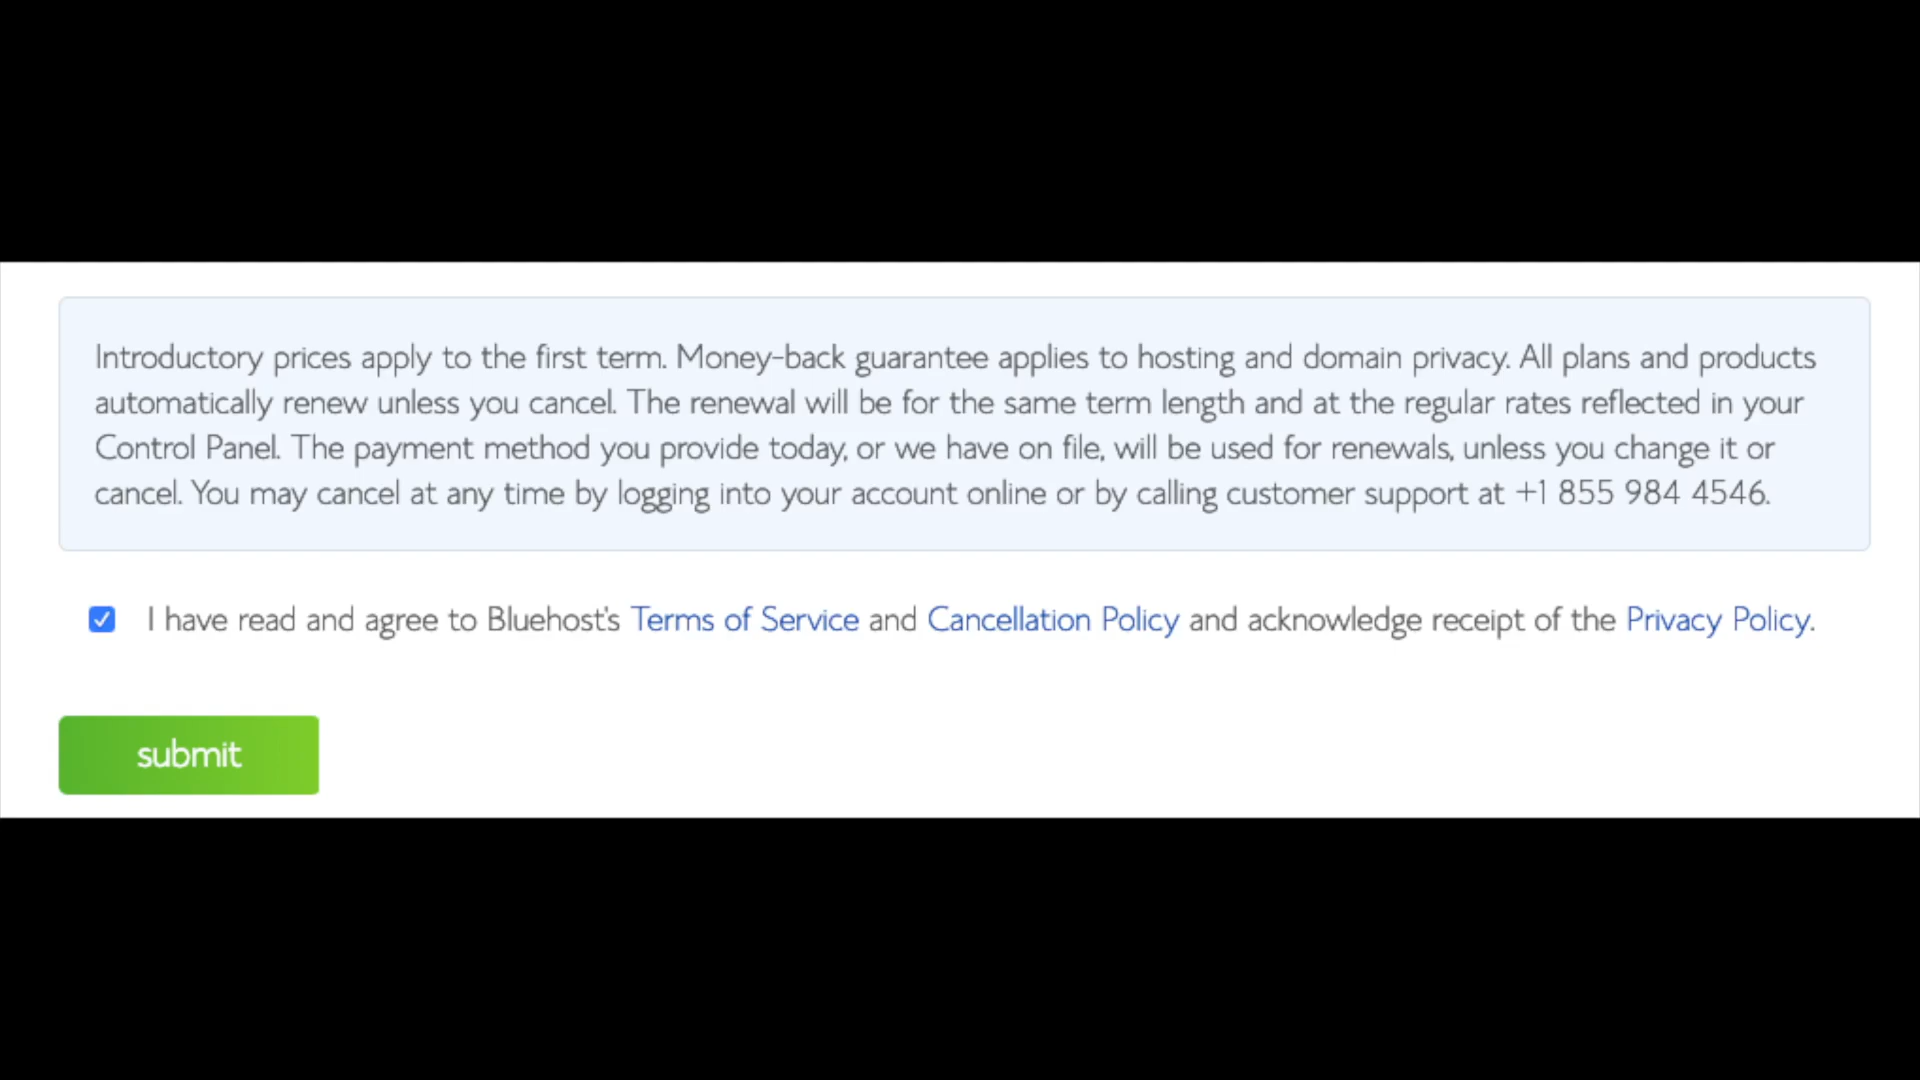 Introductory prices apply to the first term. Money-back guarantee applies to hosting and domain privacy. All plans and products
automatically renew unless you cancel. The renewal will be for the same term length and at the regular rates reflected in your
Control Panel. The payment method you provide today, or we have on file, will be used for renewals, unless you change it or
cancel. You may cancel at any time by logging into your account online or by calling customer support at +1 855 984 4546.
I have read and agree to Bluehost's Terms of Service and Cancellation Policy and acknowledge receipt of the Privacy Policy.
submit